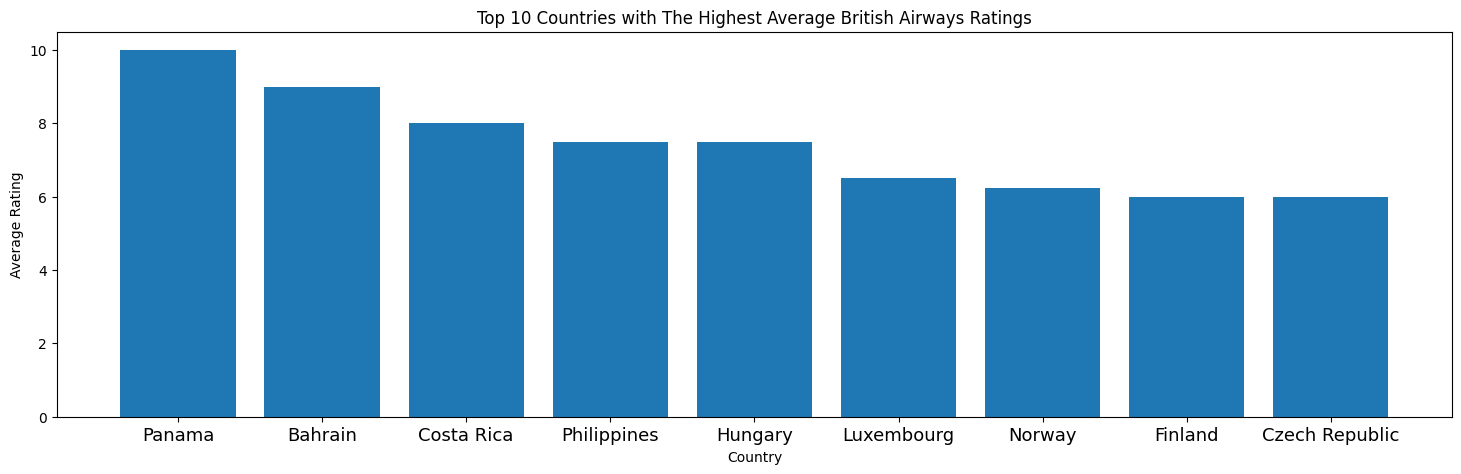 Top 10 Countries with The Highest Average British Airways Ratings
10
8
6
4
2
0
Average Rating
Panama Bahrain Costa Rica Philippines Hungary Luxembourg Norway Finland Czech Republic
Country